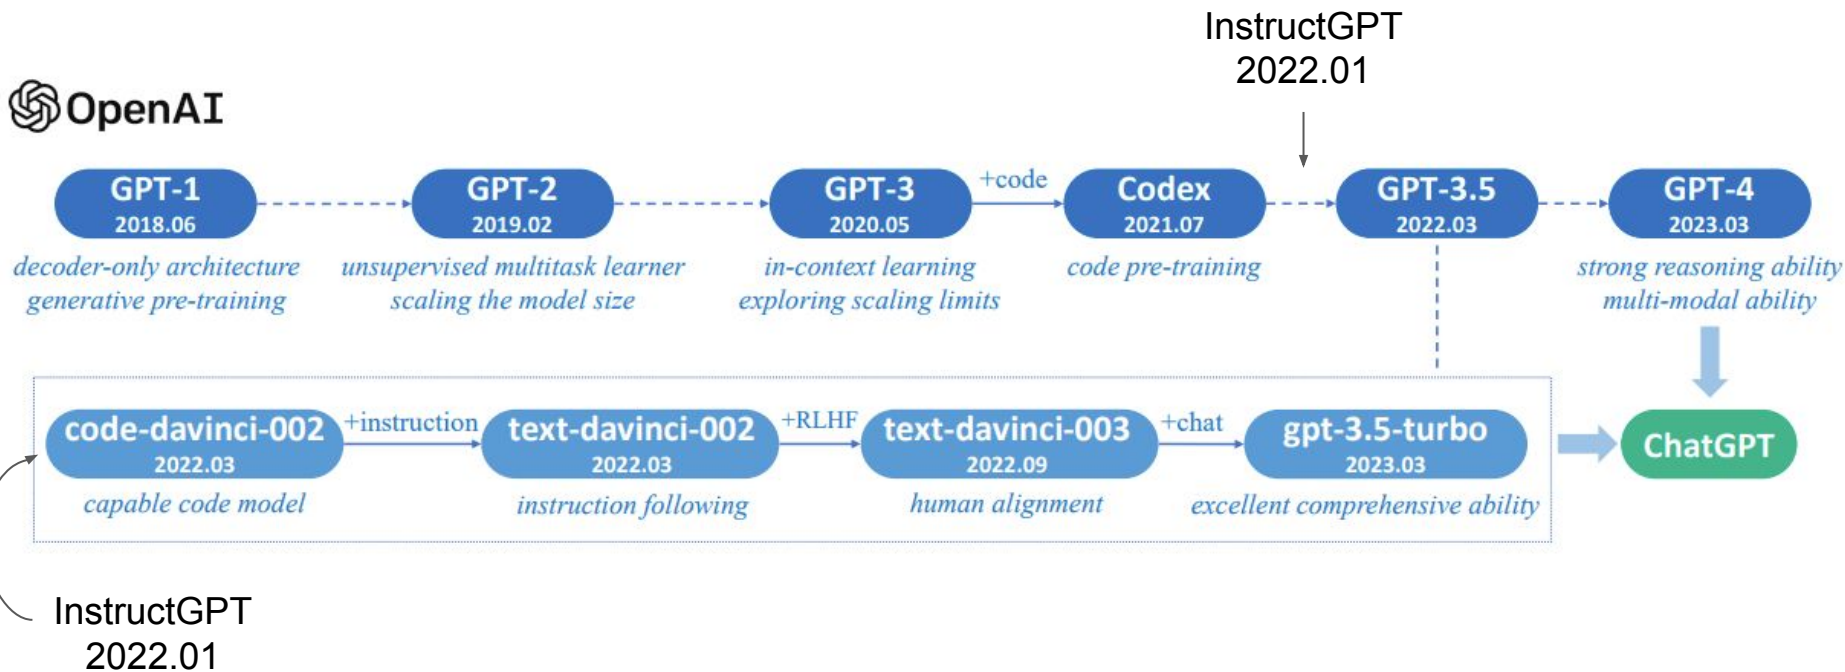 InstructGPT
2022.01
OpenAI
GPT-1
2018.06
decoder-only architecture
generative pre-training
GPT-2
2019.02
unsupervised multitask learner
scaling the model size
GPT-3
2020.05
in-context learning
exploring scaling limits
+code
Codex
2021.07
code pre-training
GPT-3.5
2022.03
GPT-4
2023.03
strong reasoning ability
multi-modal ability
code-davinci-002
2022.03
capable code model
+instruction
text-davinci-002
2022.03
instruction following
+RLHF
text-davinci-003
2022.09
human alignment
+chat
gpt-3.5-turbo
2023.03
excellent comprehensive ability
ChatGPT
InstructGPT
2022.01